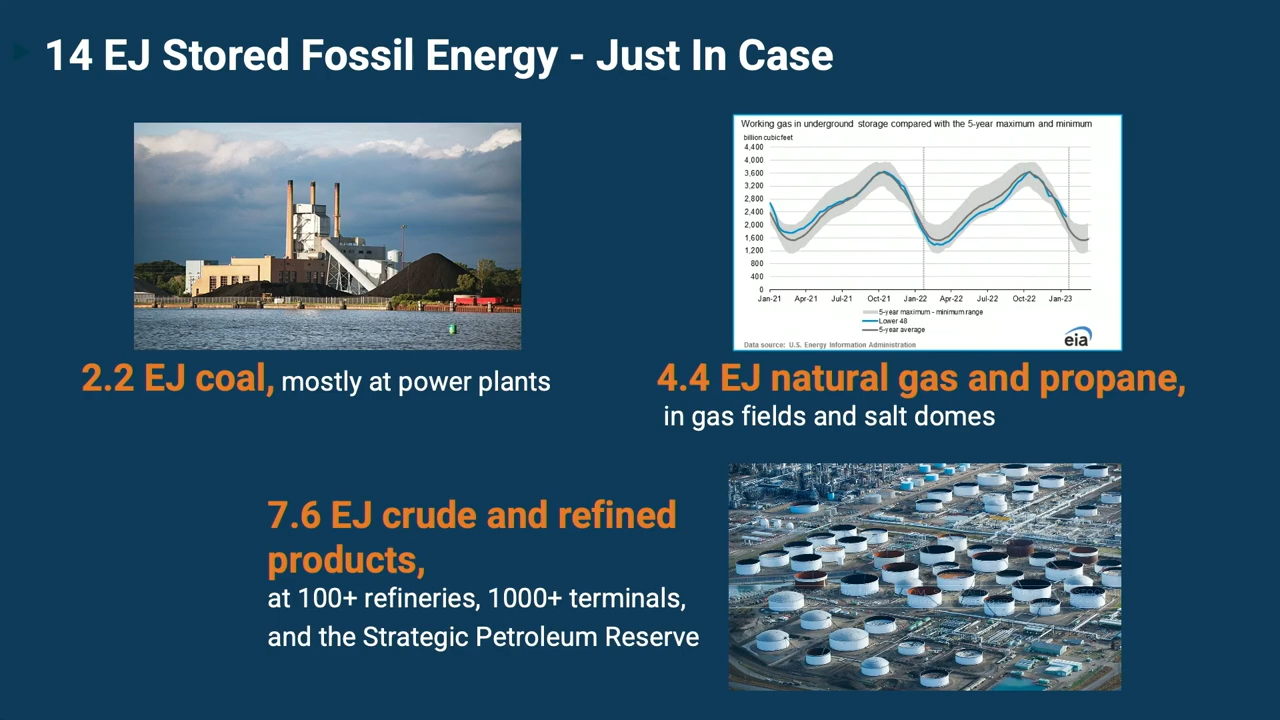 14 EJ Stored Fossil Energy - Just In Case
Working gas in underground storage compared with the 5-year maximum and minimum
billion cubic feet
4,400
4,000
3,600
3,200
2,800
2,400
2,000
1,600
1,200
800
400
0
Jan-21 Apr-21 Jul-21 Oct-21 Jan-22 Apr-22 Jul-22 Oct-22 Jan-23
5-year maximum - minimum range
Lower 48
5-year average
Data source: U.S. Energy Information Administration
eia
2.2 EJ coal, mostly at power plants
4.4 EJ natural gas and propane,
in gas fields and salt domes
7.6 EJ crude and refined
products,
at 100+ refineries, 1000+ terminals,
and the Strategic Petroleum Reserve